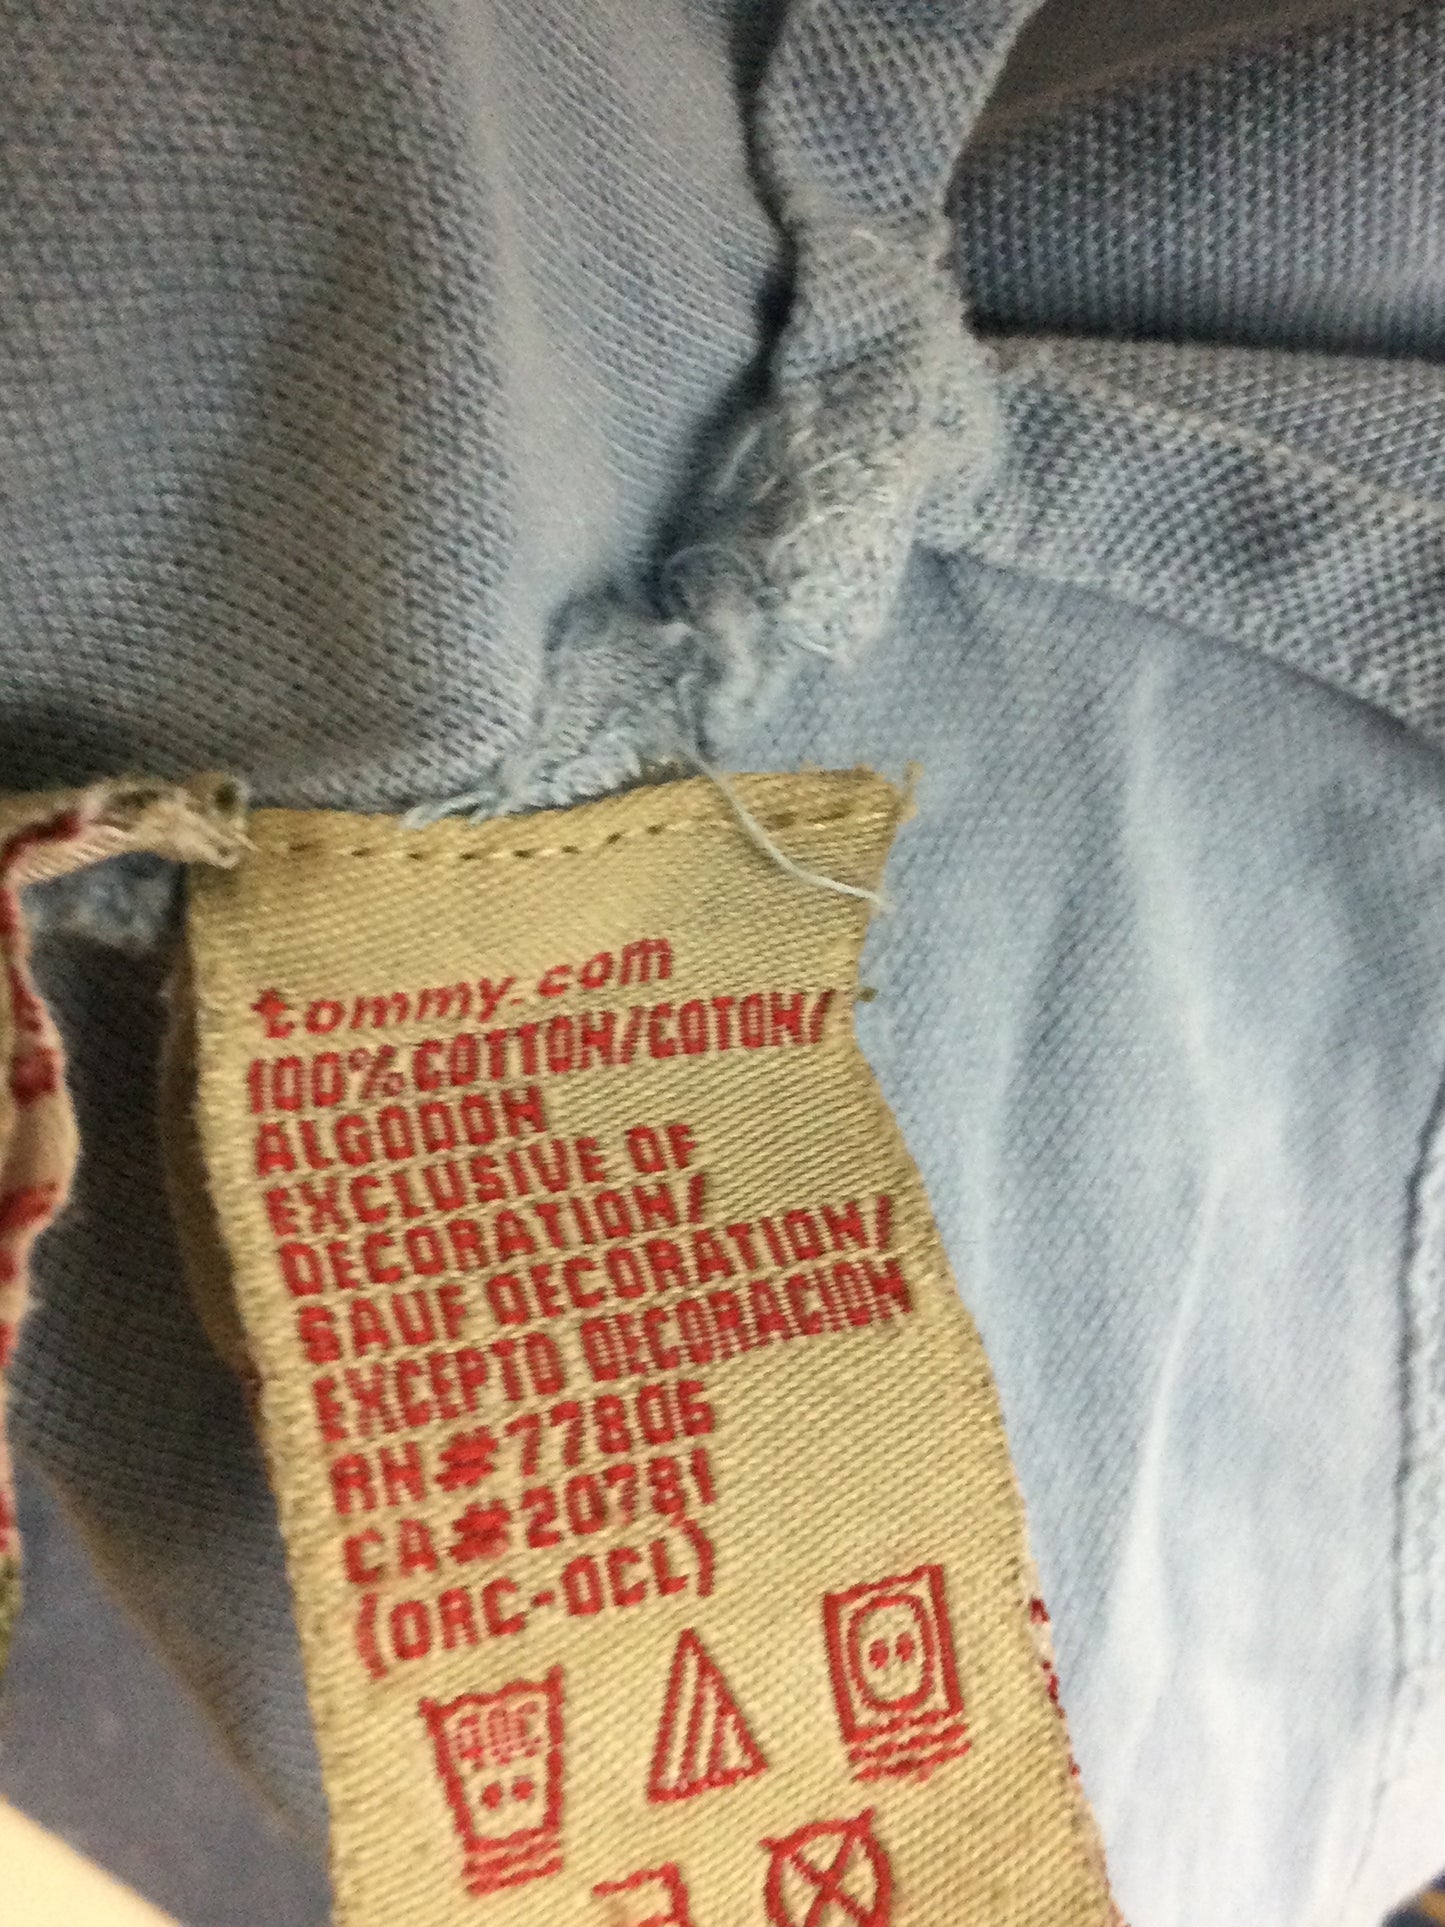 tommy.com
100% COTTON/COTON/
ALGODON
EXCLUSIVE OF
DECORATION/
SAUF DECORATION/
EXCEPTO DECORACION
RN#77806
CA#20781
(ORC-OCL)
40C